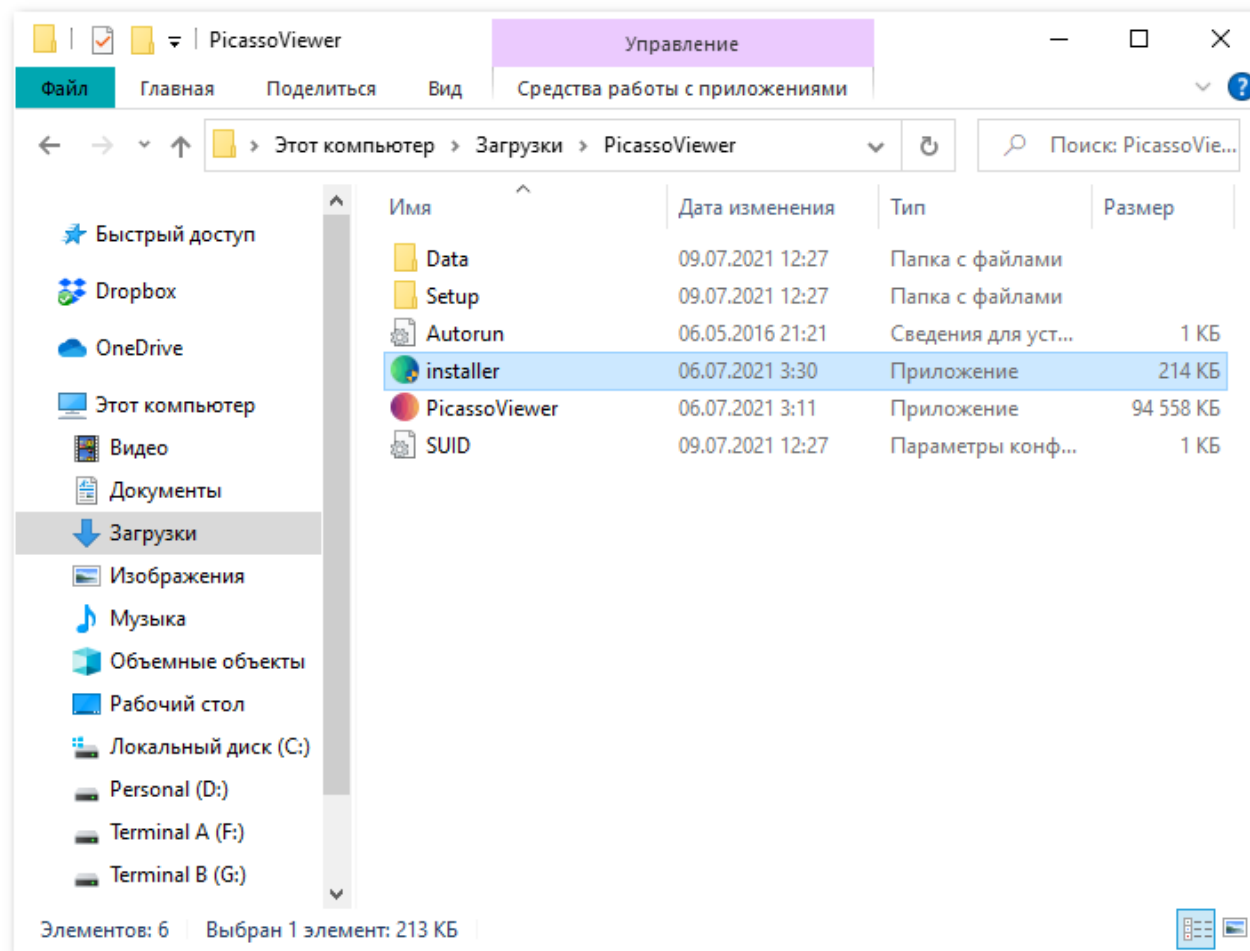 PicassoViewer
Управление
Файл Главная Поделиться Вид Средства работы с приложениями ?
Этот компьютер Загрузки PicassoViewer Поиск: PicassoVie...
Имя Дата изменения Тип Размер
Быстрый доступ
Dropbox
OneDrive
Этот компьютер
Видео
Документы
Загрузки
Изображения
Музыка
Объемные объекты
Рабочий стол
Локальный диск (C:)
Personal (D:)
Terminal A (F:)
Terminal B (G:)
Data 09.07.2021 12:27 Папка с файлами
Setup 09.07.2021 12:27 Папка с файлами
Autorun 06.05.2016 21:21 Сведения для уст... 1 КБ
installer 06.07.2021 3:30 Приложение 214 КБ
PicassoViewer 06.07.2021 3:11 Приложение 94 558 КБ
SUID 09.07.2021 12:27 Параметры конф... 1 КБ
Элементов: 6 Выбран 1 элемент: 213 КБ